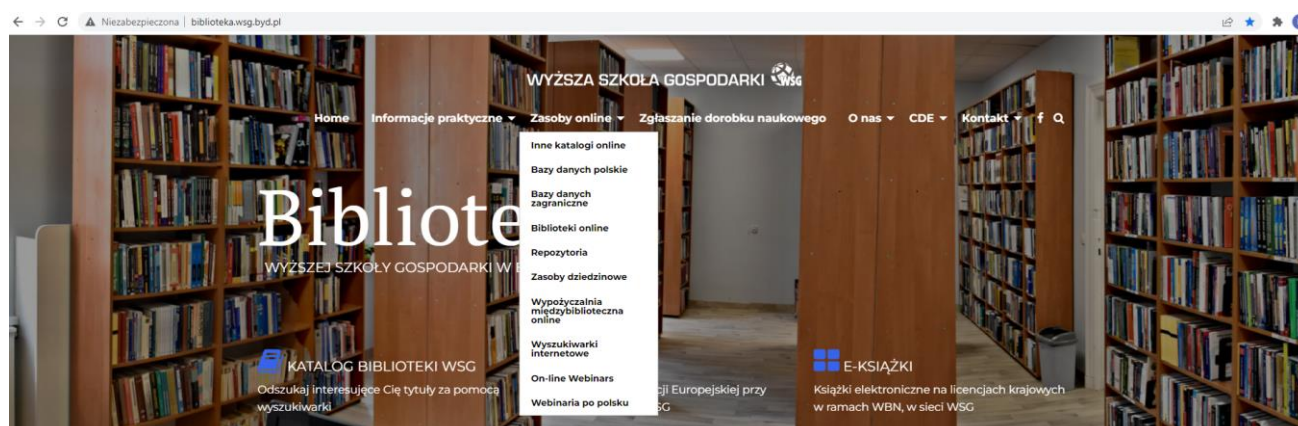 Niezabezpieczona | biblioteka.wsg.byd.pl
WYŻSZA SZKOŁA GOSPODARKI WSG
Home Informacje praktyczne Zasoby online Zgłaszanie dorobku naukowego O nas CDE Kontakt f
Inne katalogi online
Bazy danych polskie
Bazy danych
zagraniczne
Biblioteki online
Repozytoria
Zasoby dziedzinowe
Wypożyczalnia
międzybiblioteczna
online
Wyszukiwarki
internetowe
On-line Webinars
Webinaria po polsku
Bibliote
WYŻSZEJ SZKOŁY GOSPODARKI W
KATALOG BIBLIOTEKI WSG
Odszukaj interesujęce Cię tytuły za pomocą
wyszukiwarki
cji Europejskiej przy
SG
E-KSIĄŻKI
Książki elektroniczne na licencjach krajowych
w ramach WBN, w sieci WSG